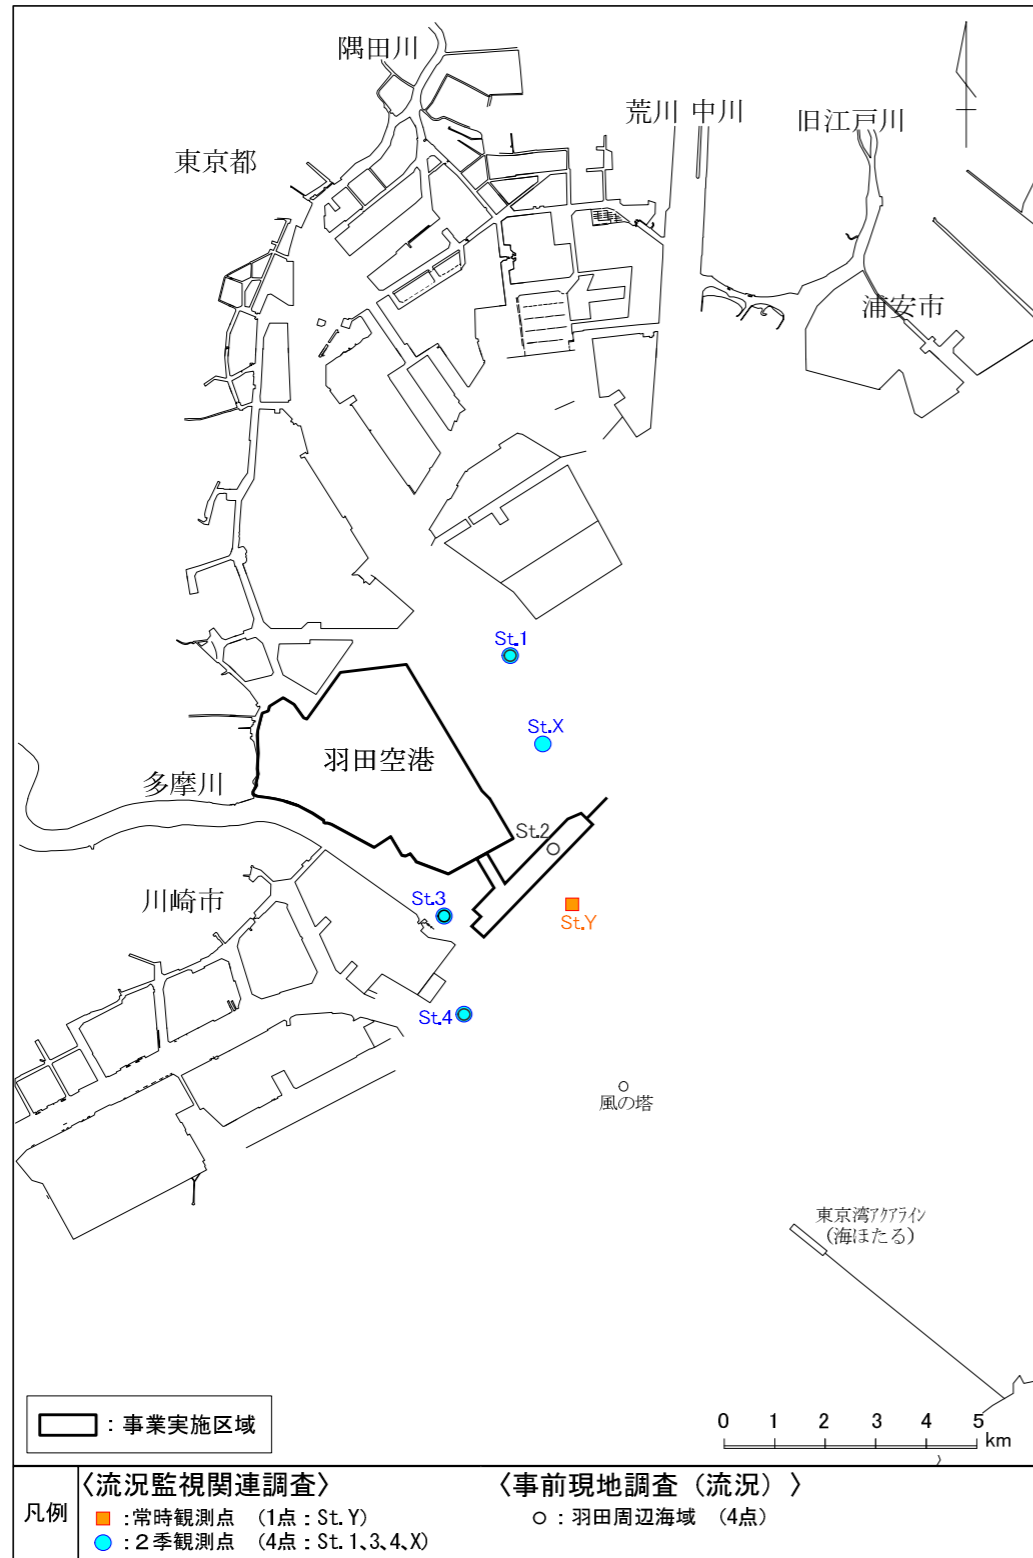 隅田川
荒川 中川
旧江戸川
東京都
浦安市
St.1
St.X
羽田空港
多摩川
St.2
川崎市
St.3
St.Y
St.4
風の塔
東京湾アクアライン
(海ほたる)
：事業実施区域
0 1 2 3 4 5
km
凡例
〈流況監視関連調査〉
：常時観測点 （1点：St.Y)
：２季観測点 （4点：St.1､3､4､X)
〈事前現地調査（流況）〉
：羽田周辺海域 （4点）